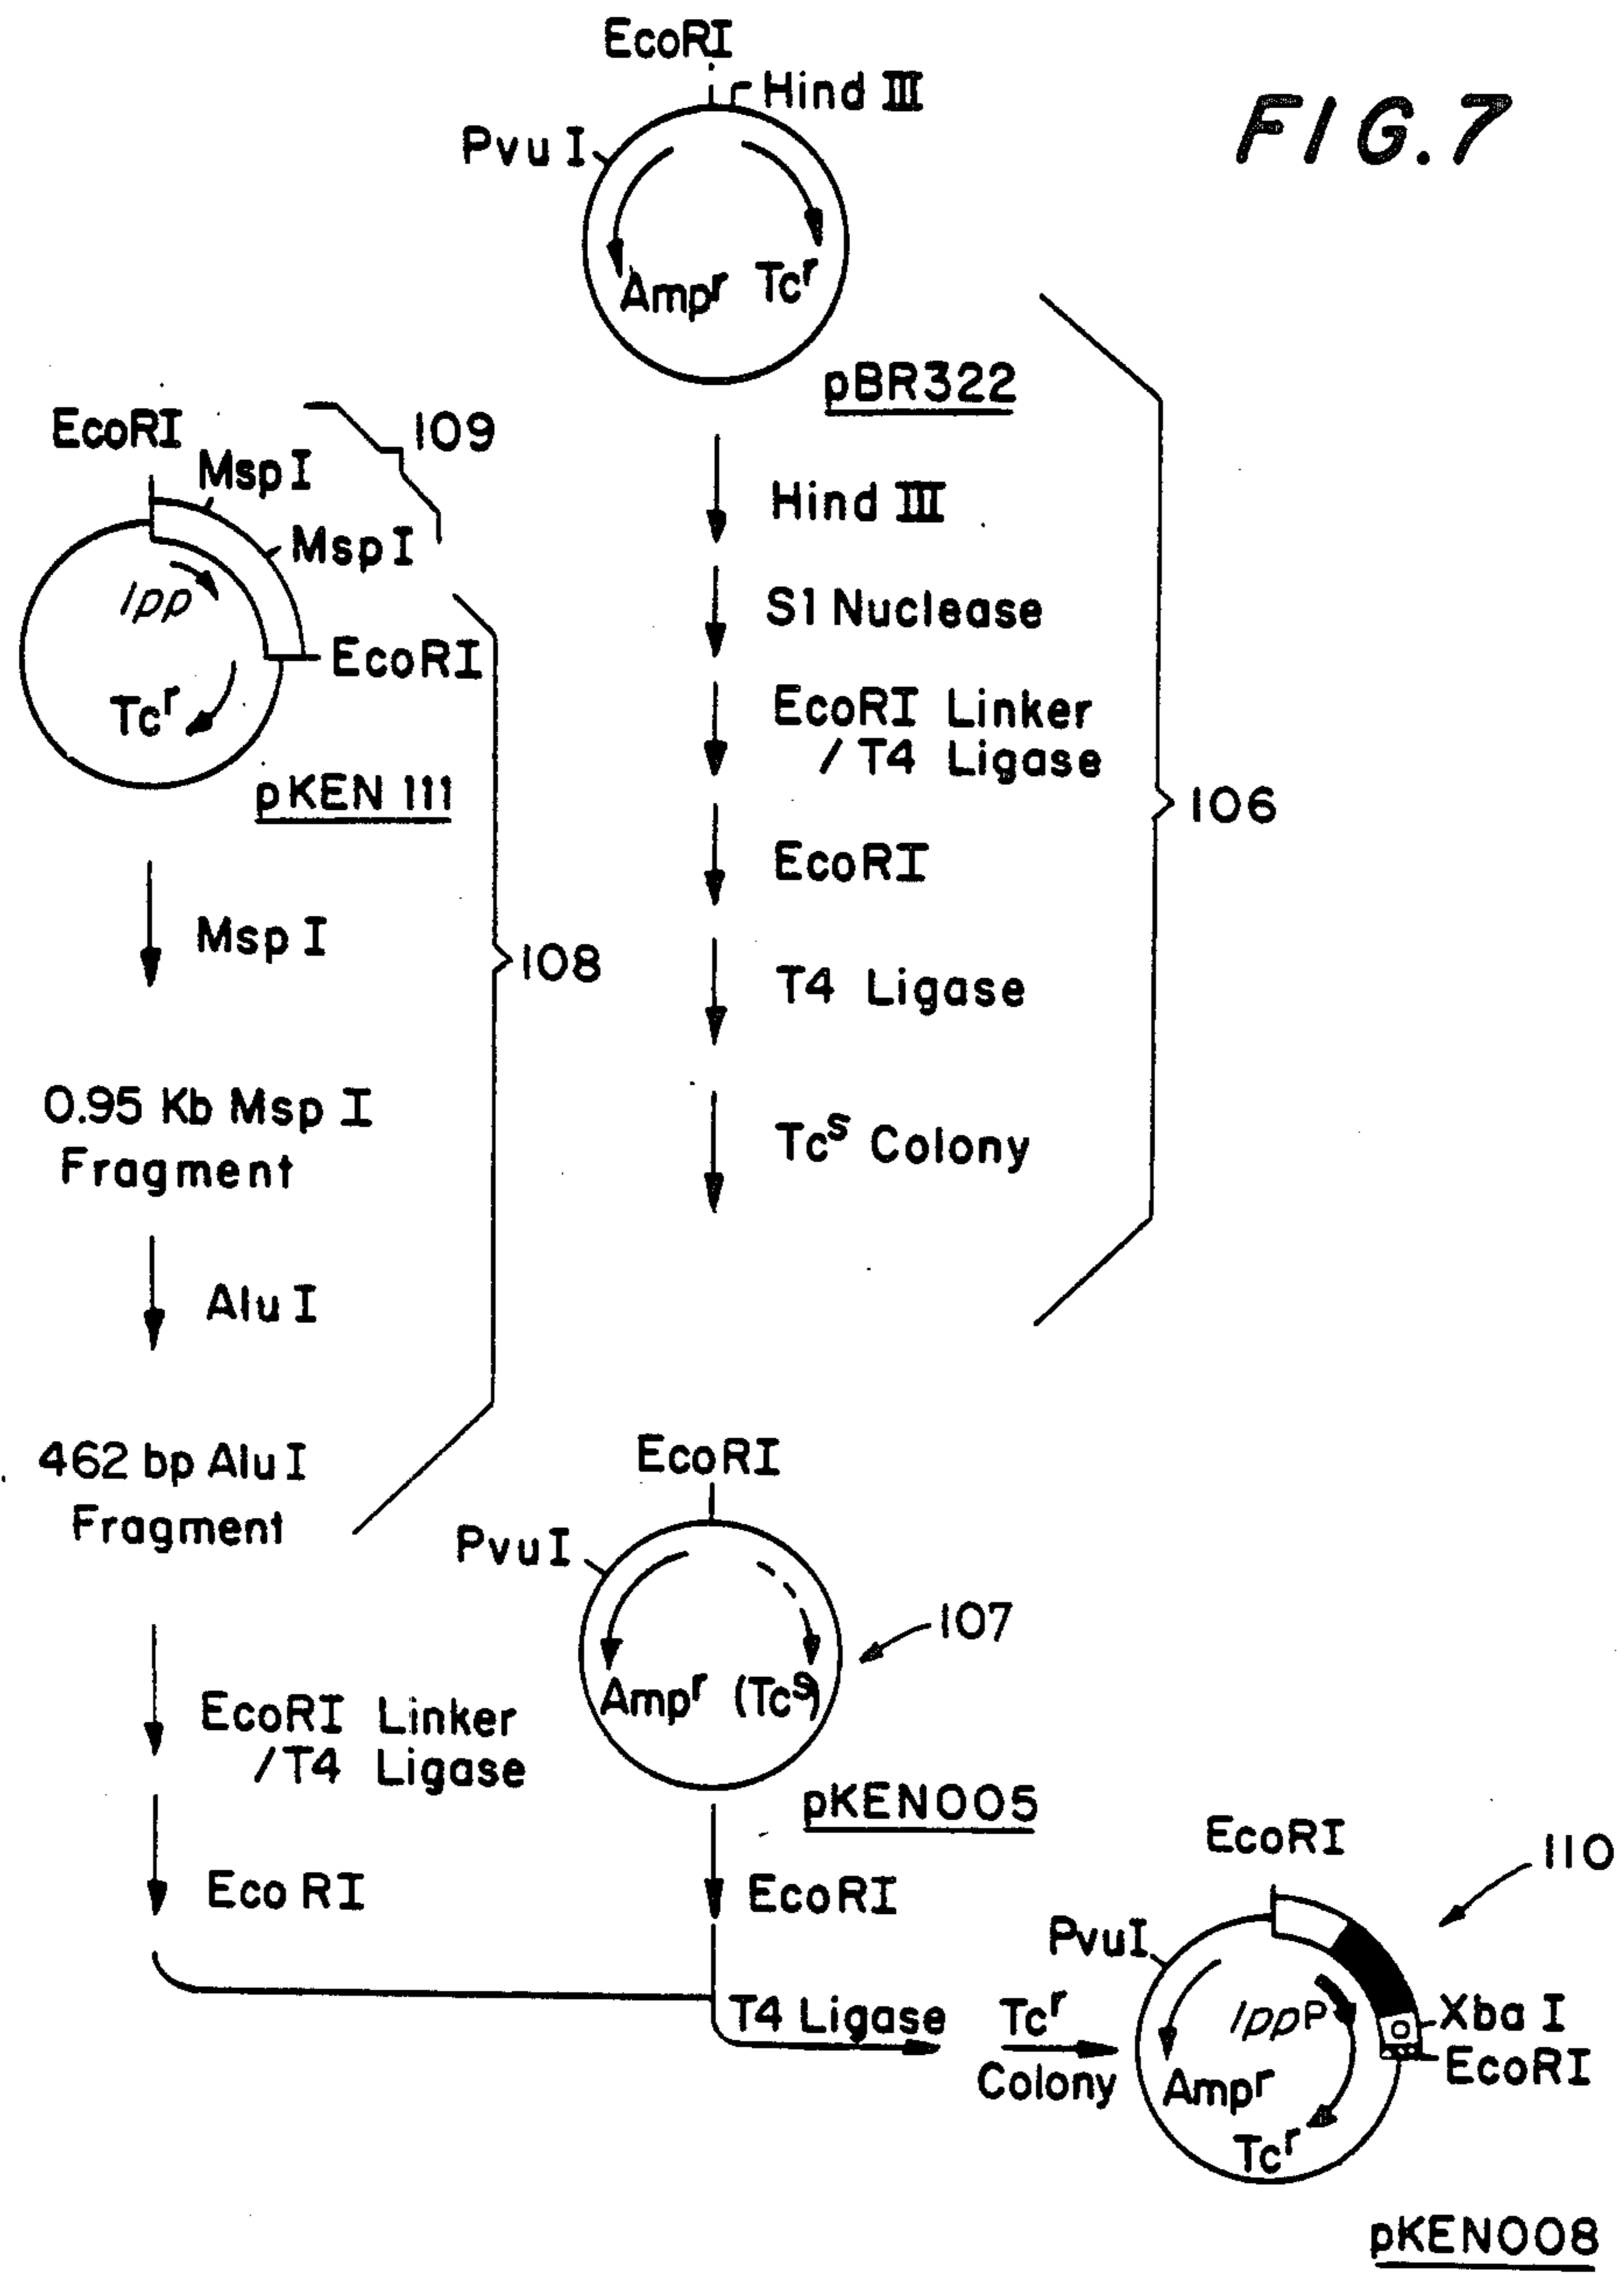 FIG.7
EcoRI
Hind III
Pvu I
Ampr Tcr
pBR322
Hind III
S1 Nuclease
EcoRI Linker
/ T4 Ligase
EcoRI
T4 Ligase
Tcs Colony
106
EcoRI
Msp I
109
Msp I
lpp
EcoRI
Tcr
pKEN 111
Msp I
108
0.95 Kb Msp I
Fragment
Alu I
462 bp Alu I
Fragment
EcoRI Linker
/T4 Ligase
Eco RI
EcoRI
PvuI
107
Ampr (Tcs)
pKEN005
EcoRI
T4 Ligase
Tcr
Colony
EcoRI
110
PvuI
lppP
Xba I
EcoRI
Ampr
Tcr
pKEN008